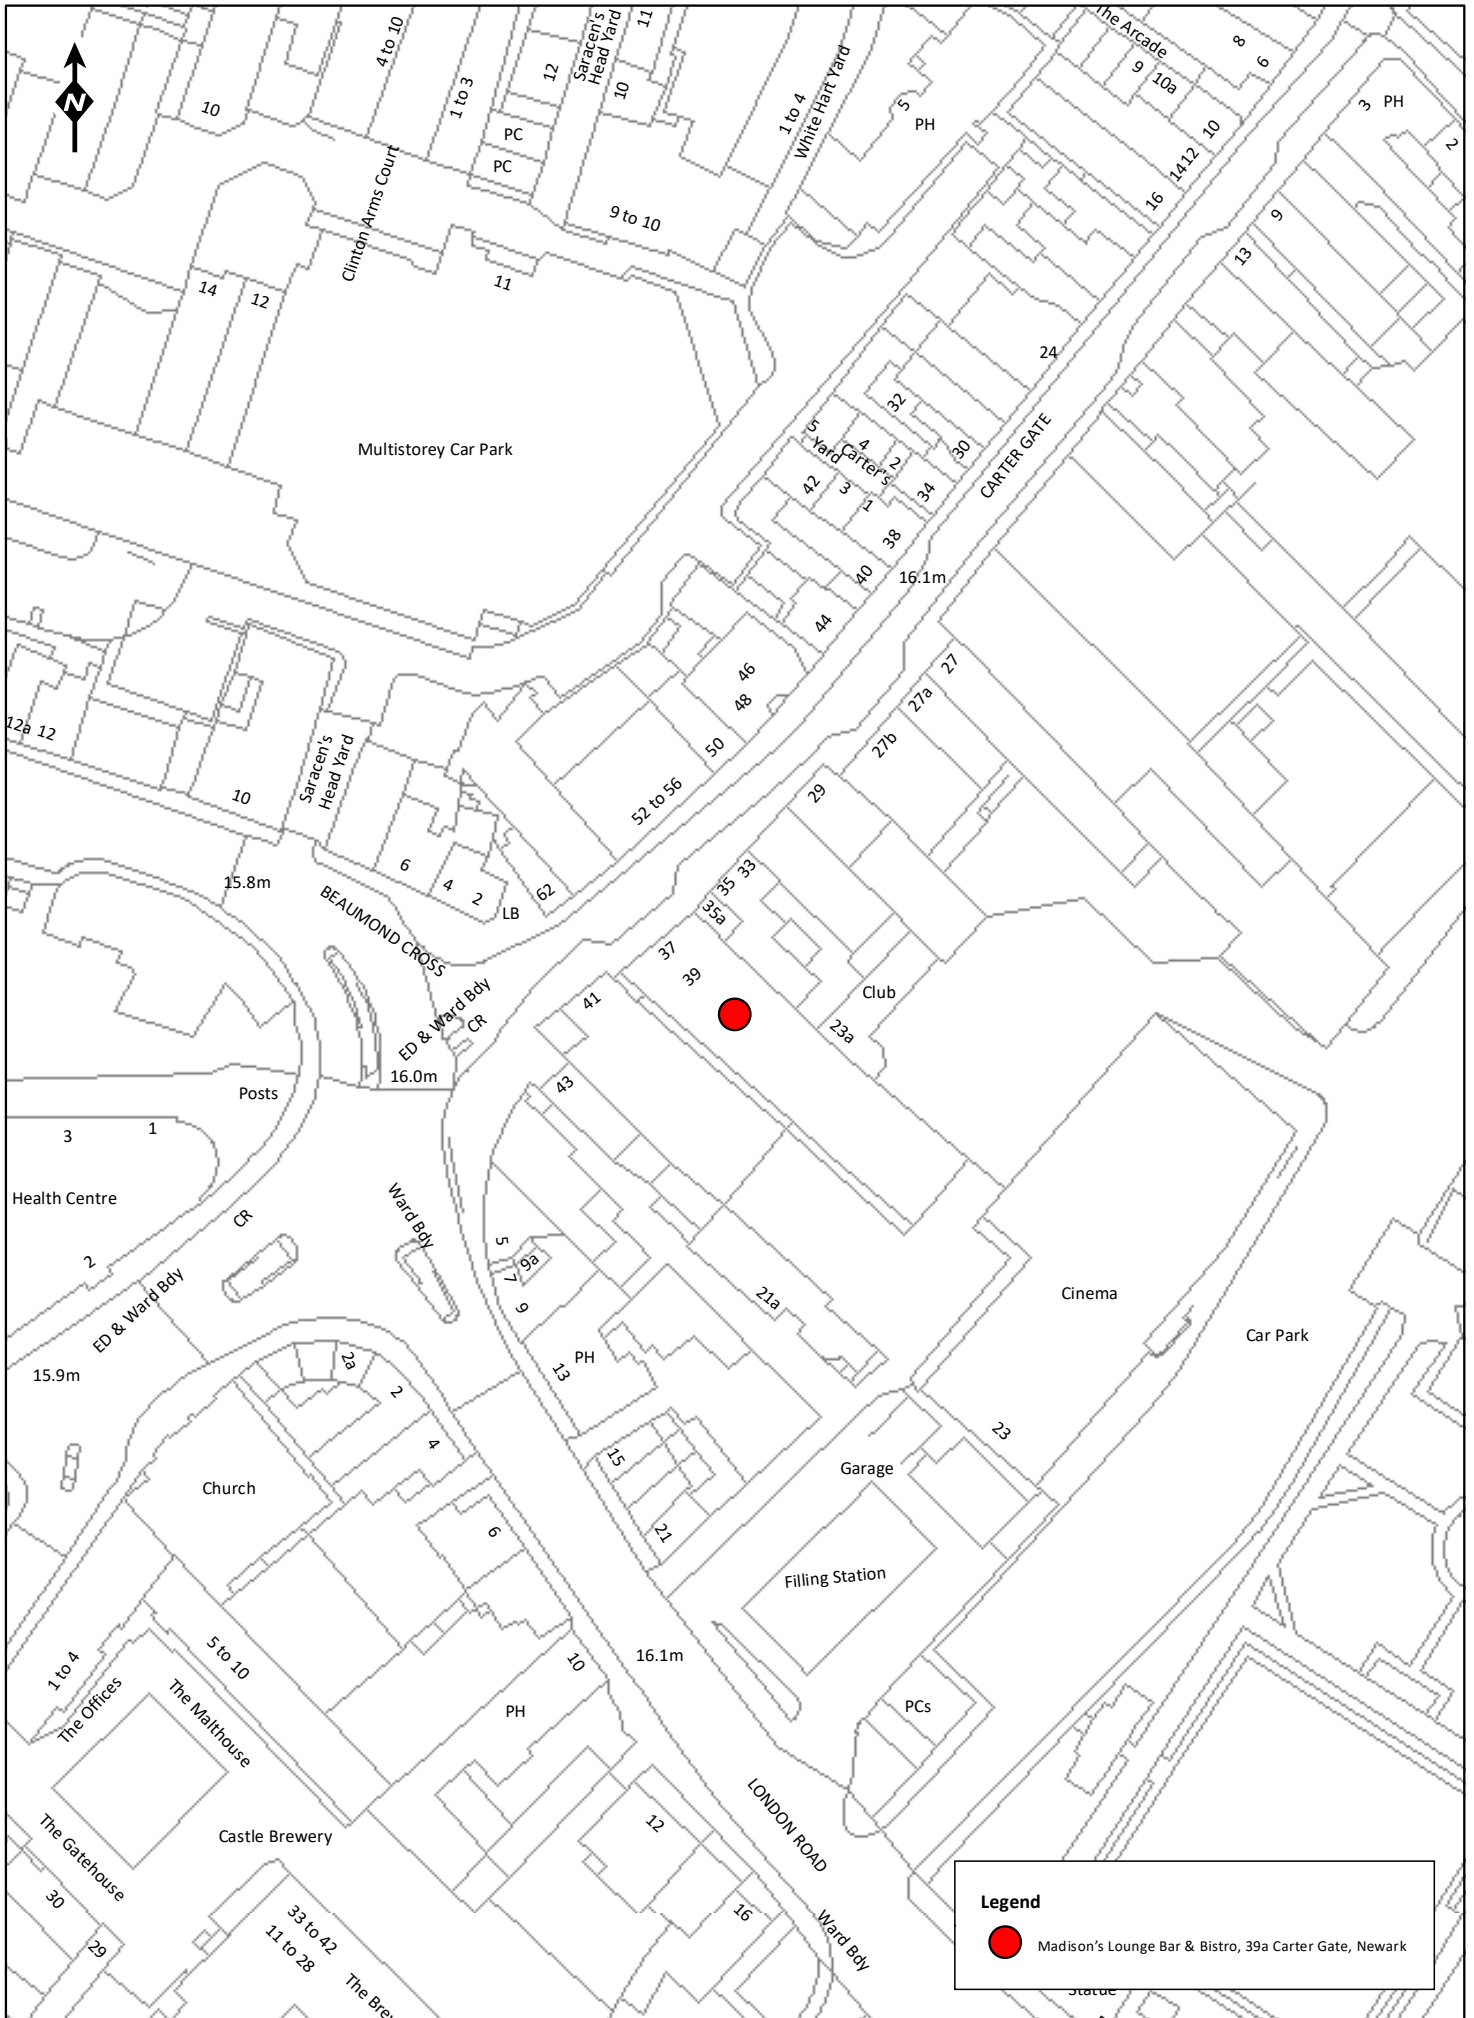 The Arcade
8
6
9
10a
10
12
14
16
3
PH
2
9
13
N
10
4 to 10
1 to 3
12
Saracen's
Head Yard
11
10
PC
PC
Clinton Arms Court
9 to 10
1 to 4
White Hart Yard
5
PH
14
12
11
24
Multistorey Car Park
32
5
4
2
Carter's
Yard
42
3
1
30
34
38
40
44
CARTER GATE
16.1m
46
48
50
52 to 56
27
27a
27b
29
12a
12
10
Saracen's
Head Yard
6
4
2
62
LB
15.8m
BEAUMOND CROSS
33
35
35a
37
39
41
43
Club
23a
ED & Ward Bdy
CR
16.0m
Posts
3
1
Health Centre
2
CR
ED & Ward Bdy
15.9m
Ward Bdy
5
7
9a
9
13
PH
21a
Cinema
Car Park
23
2a
2
4
Church
15
21
Garage
Filling Station
6
1 to 4
5 to 10
The Offices
The Malthouse
10
16.1m
PH
PCs
LONDON ROAD
12
16
Castle Brewery
The Gatehouse
30
29
33 to 42
11 to 28
Ward Bdy
Legend
Madison's Lounge Bar & Bistro, 39a Carter Gate, Newark
Statue